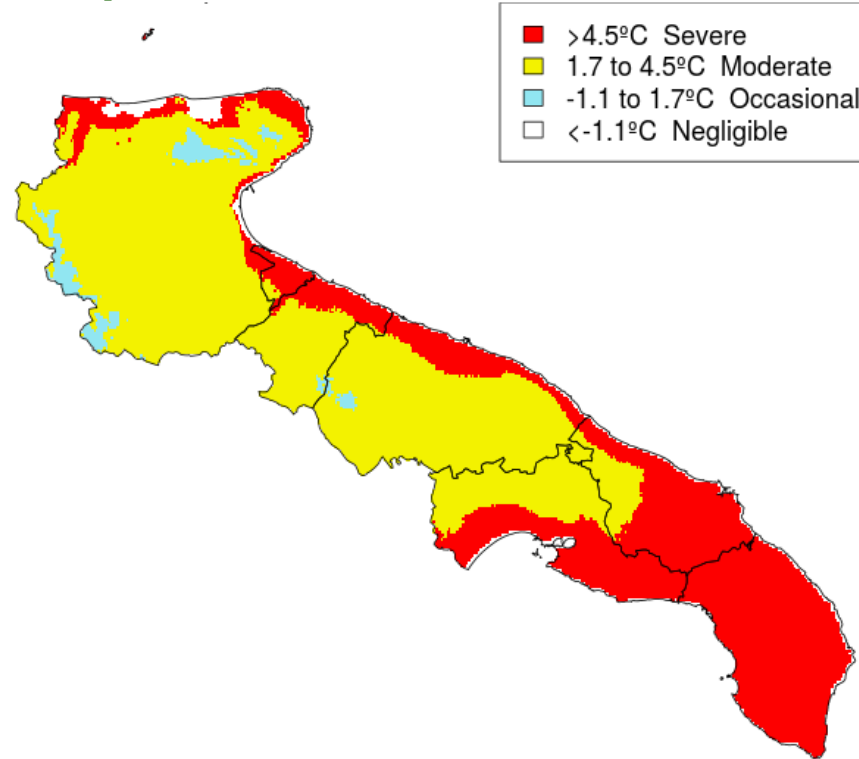 >4.5ºC Severe
1.7 to 4.5ºC Moderate
-1.1 to 1.7ºC Occasional
<-1.1ºC Negligible